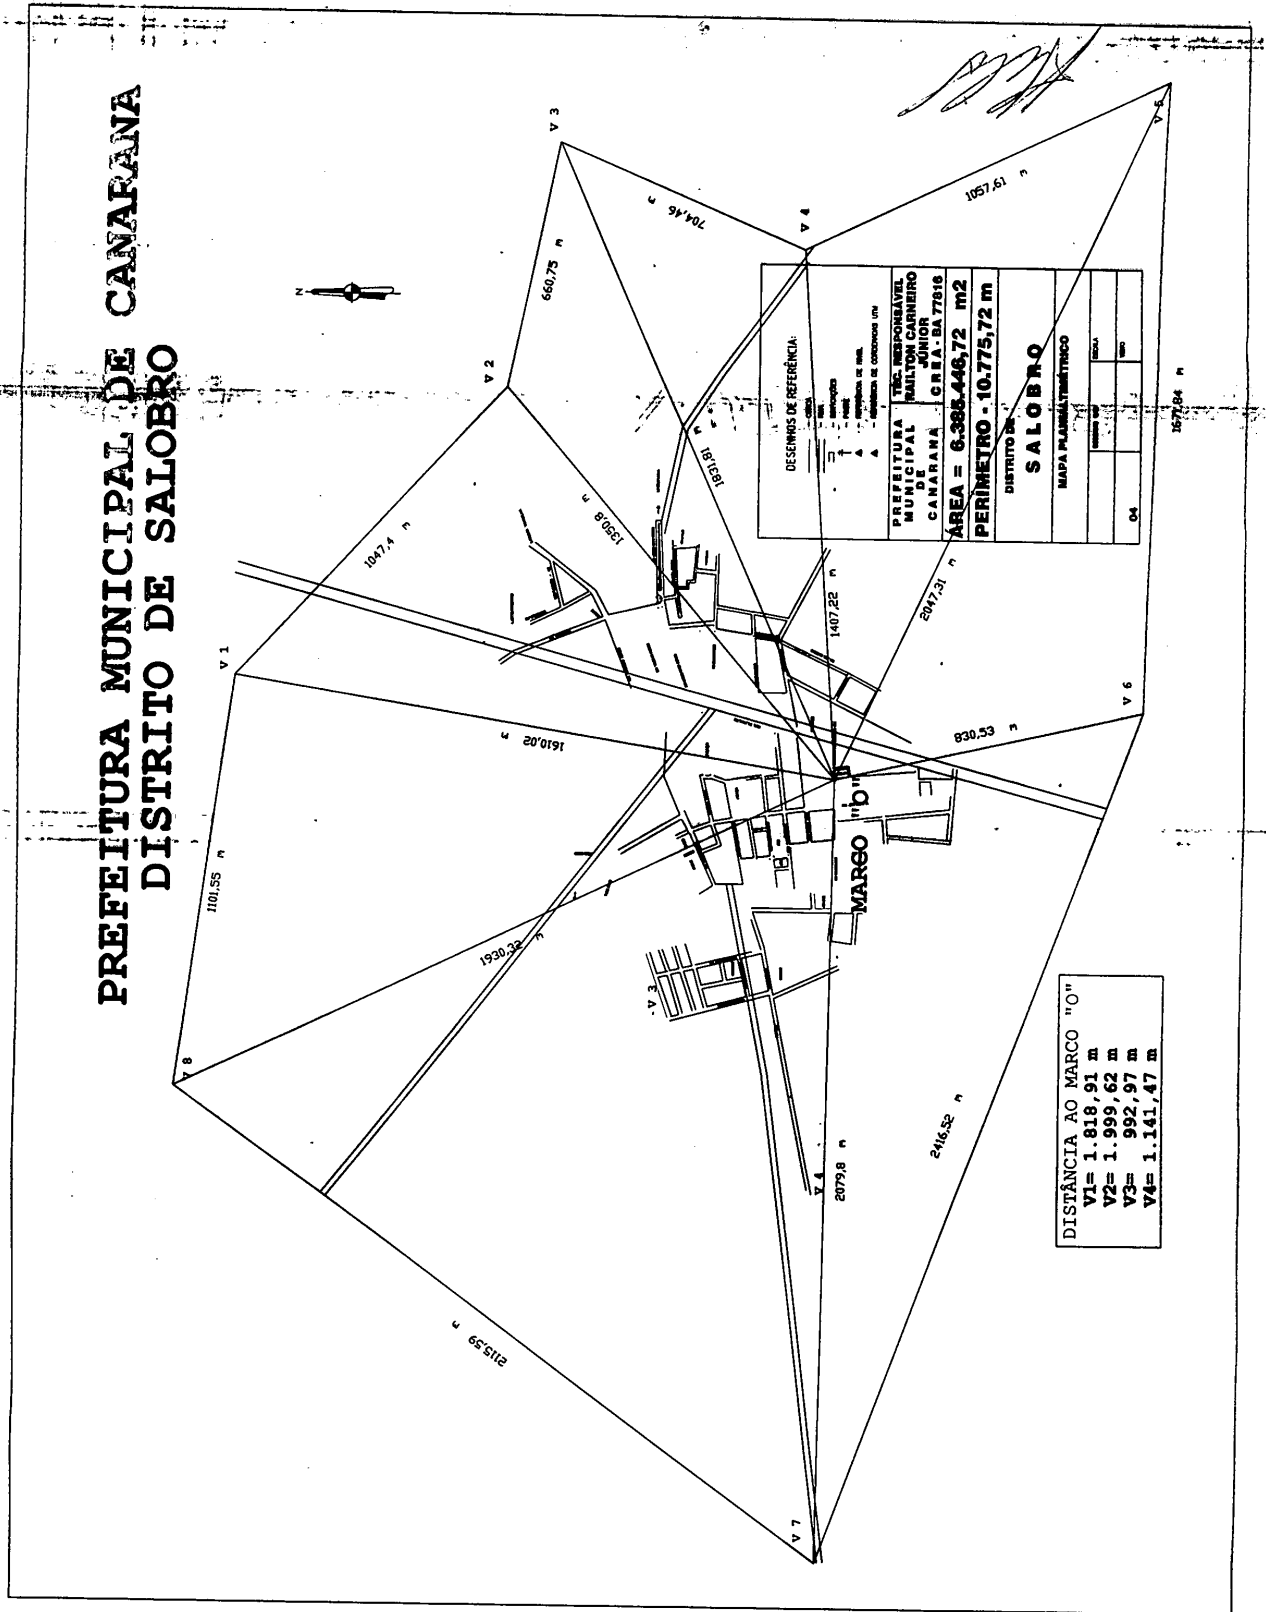 PREFEITURA MUNICIPAL DE CANARANA
DISTRITO DE SALOBRO
N
V 1
V 2
V 3
V 4
V 5
V 6
V 7
V 8
1047,4 m
660,75 m
704,46 m
1057,61 m
1677,84 m
830,53 m
2416,52 m
2115,59 m
1101,55 m
1610,02 m
1350,8 m
1831,81 m
1407,22 m
2047,31 m
2079,8 m
1930,32 m
V 3
V 4
MARCO "O"
DESENHOS DE REFERÊNCIA:
PREFEITURA
MUNICIPAL
DE
CANARANA
TÉC. RESPONSÁVEL
RAILTON CARNEIRO
JÚNIOR
CREA - BA 77816
ÁREA = 6.385.446,72 m2
PERÍMETRO - 10.775,72 m
DISTRITO DE
SALOBRO
MAPA PLANIALTIMÉTRICO
ESCALA
04
DISTÂNCIA AO MARCO "O"
V1= 1.818,91 m
V2= 1.999,62 m
V3= 992,97 m
V4= 1.141,47 m